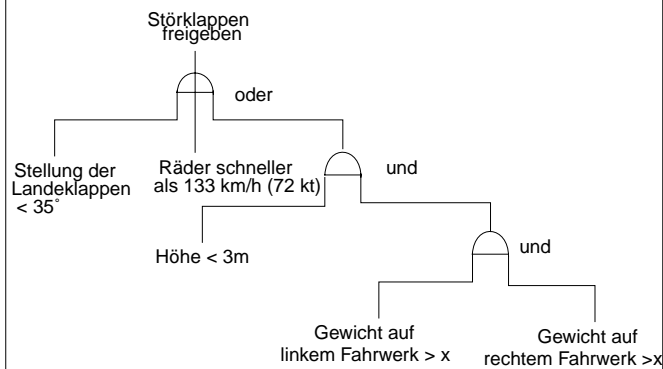 Störklappen
freigeben
oder
Stellung der
Landeklappen
< 35°
Räder schneller
als 133 km/h (72 kt)
und
Höhe < 3m
und
Gewicht auf
linkem Fahrwerk > x
Gewicht auf
rechtem Fahrwerk >x